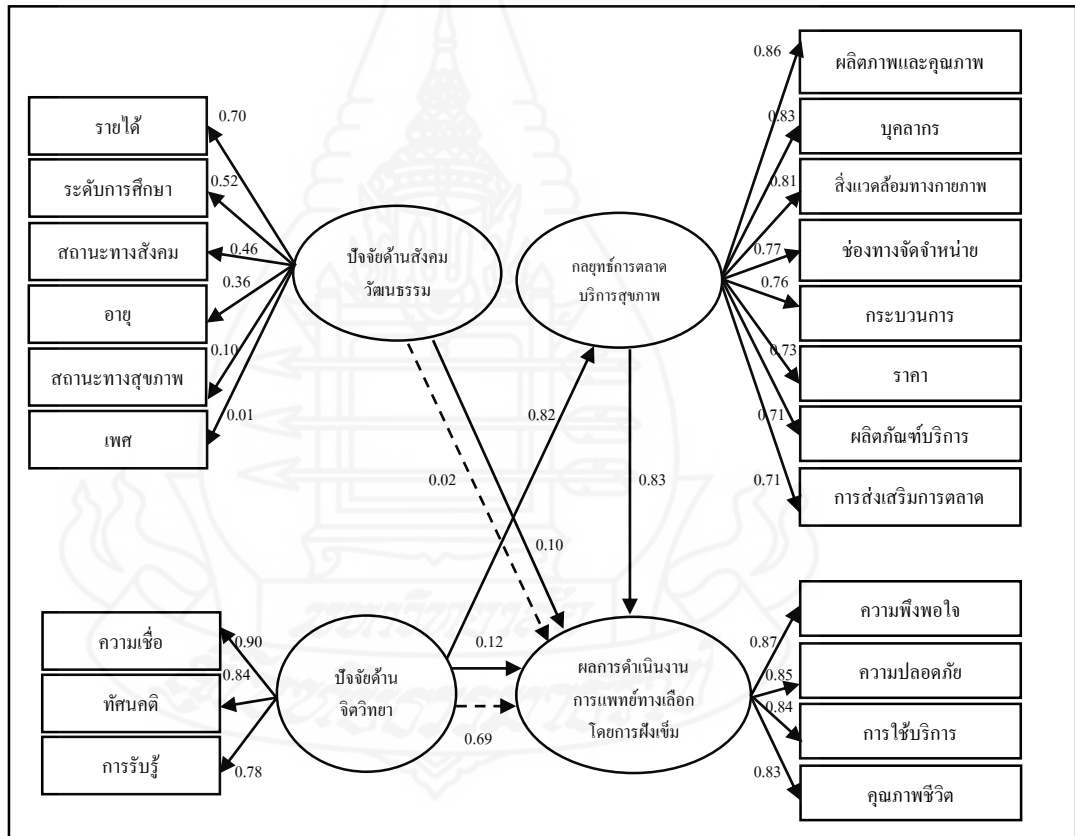 รายได้
0.70
ระดับการศึกษา
0.52
สถานะทางสังคม
0.46
อายุ
0.36
สถานะทางสุขภาพ
0.10
เพศ
0.01
ปัจจัยด้านสังคม
วัฒนธรรม
กลยุทธ์การตลาด
บริการสุขภาพ
0.86
ผลิตภาพและคุณภาพ
0.83
บุคลากร
0.81
สิ่งแวดล้อมทางกายภาพ
0.77
ช่องทางจัดจำหน่าย
0.76
กระบวนการ
0.73
ราคา
0.71
ผลิตภัณฑ์บริการ
0.71
การส่งเสริมการตลาด
0.82
0.02
0.83
0.10
ความเชื่อ
0.90
ทัศนคติ
0.84
การรับรู้
0.78
ปัจจัยด้าน
จิตวิทยา
0.12
0.69
ผลการดำเนินงาน
การแพทย์ทางเลือก
โดยการฝังเข็ม
0.87
ความพึงพอใจ
0.85
ความปลอดภัย
0.84
การใช้บริการ
0.83
คุณภาพชีวิต